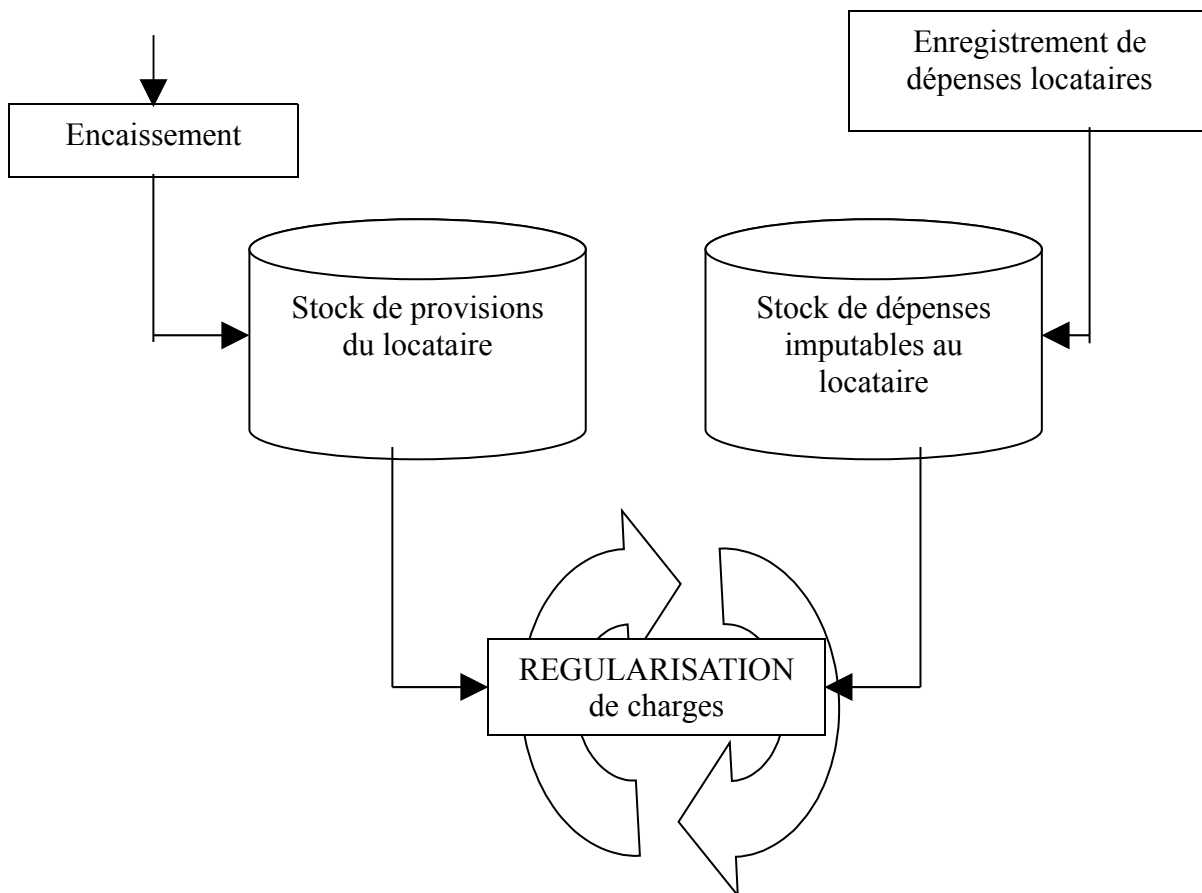 Enregistrement de
dépenses locataires
Encaissement
Stock de provisions
du locataire
Stock de dépenses
imputables au
locataire
REGULARISATION
de charges